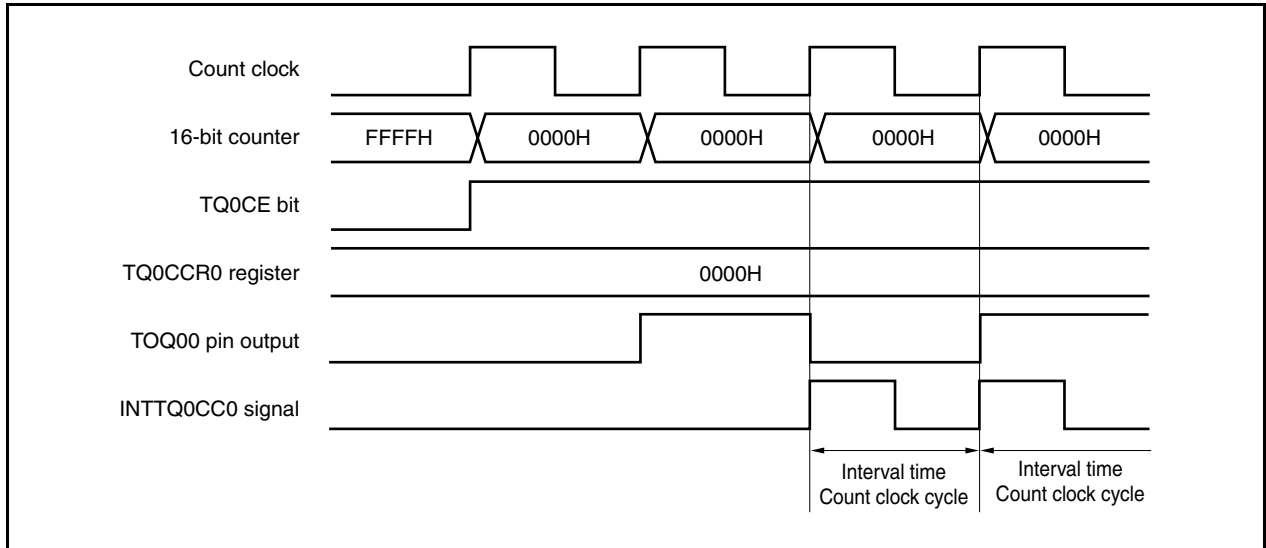 Count clock
16-bit counter FFFFH 0000H 0000H 0000H 0000H
TQ0CE bit
TQ0CCR0 register 0000H
TOQ00 pin output
INTTQ0CC0 signal
Interval time Interval time
Count clock cycle Count clock cycle